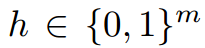 h ∈ {0, 1}^m